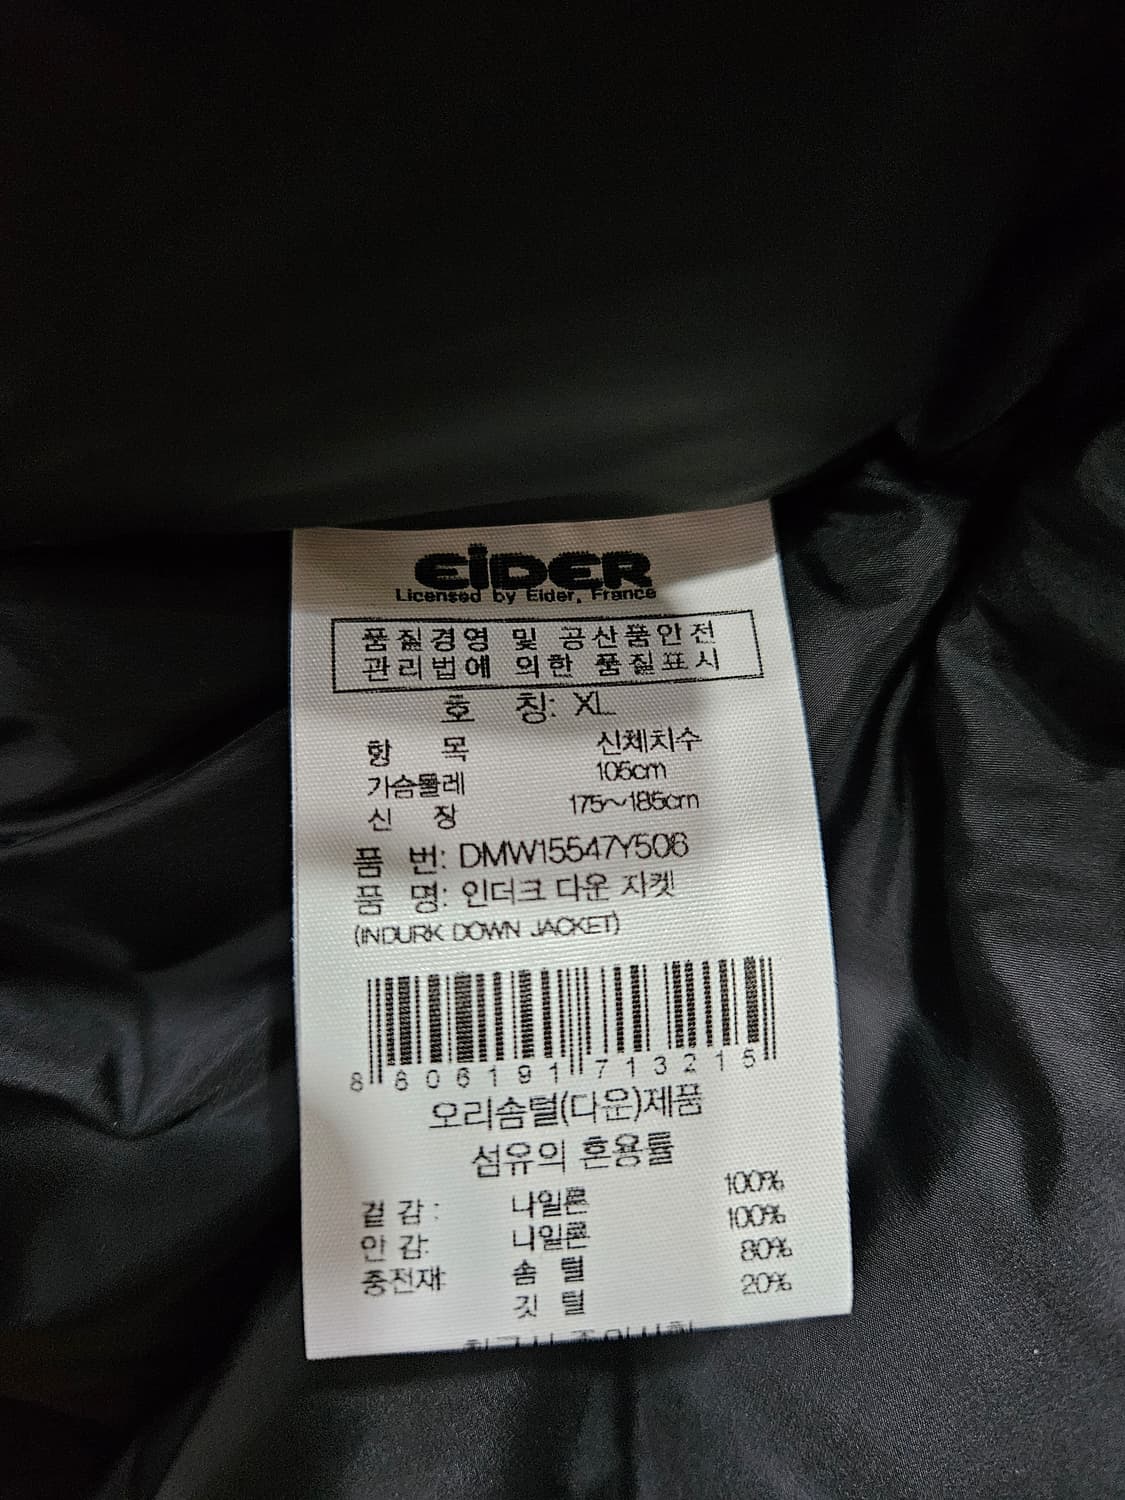 EiDER
Licensed by Eider, France
품질경영 및 공산품안전
관리법에 의한 품질표시
호 칭: XL
항 목 신체치수
가슴둘레 105cm
신 장 175~185cm
품 번: DMW15547Y506
품 명: 인더크 다운 자켓
(INDURK DOWN JACKET)
8 806191 713215
오리솜털(다운)제품
섬유의 혼용률
겉 감: 나일론 100%
안 감: 나일론 100%
충전재: 솜 털 80%
깃 털 20%